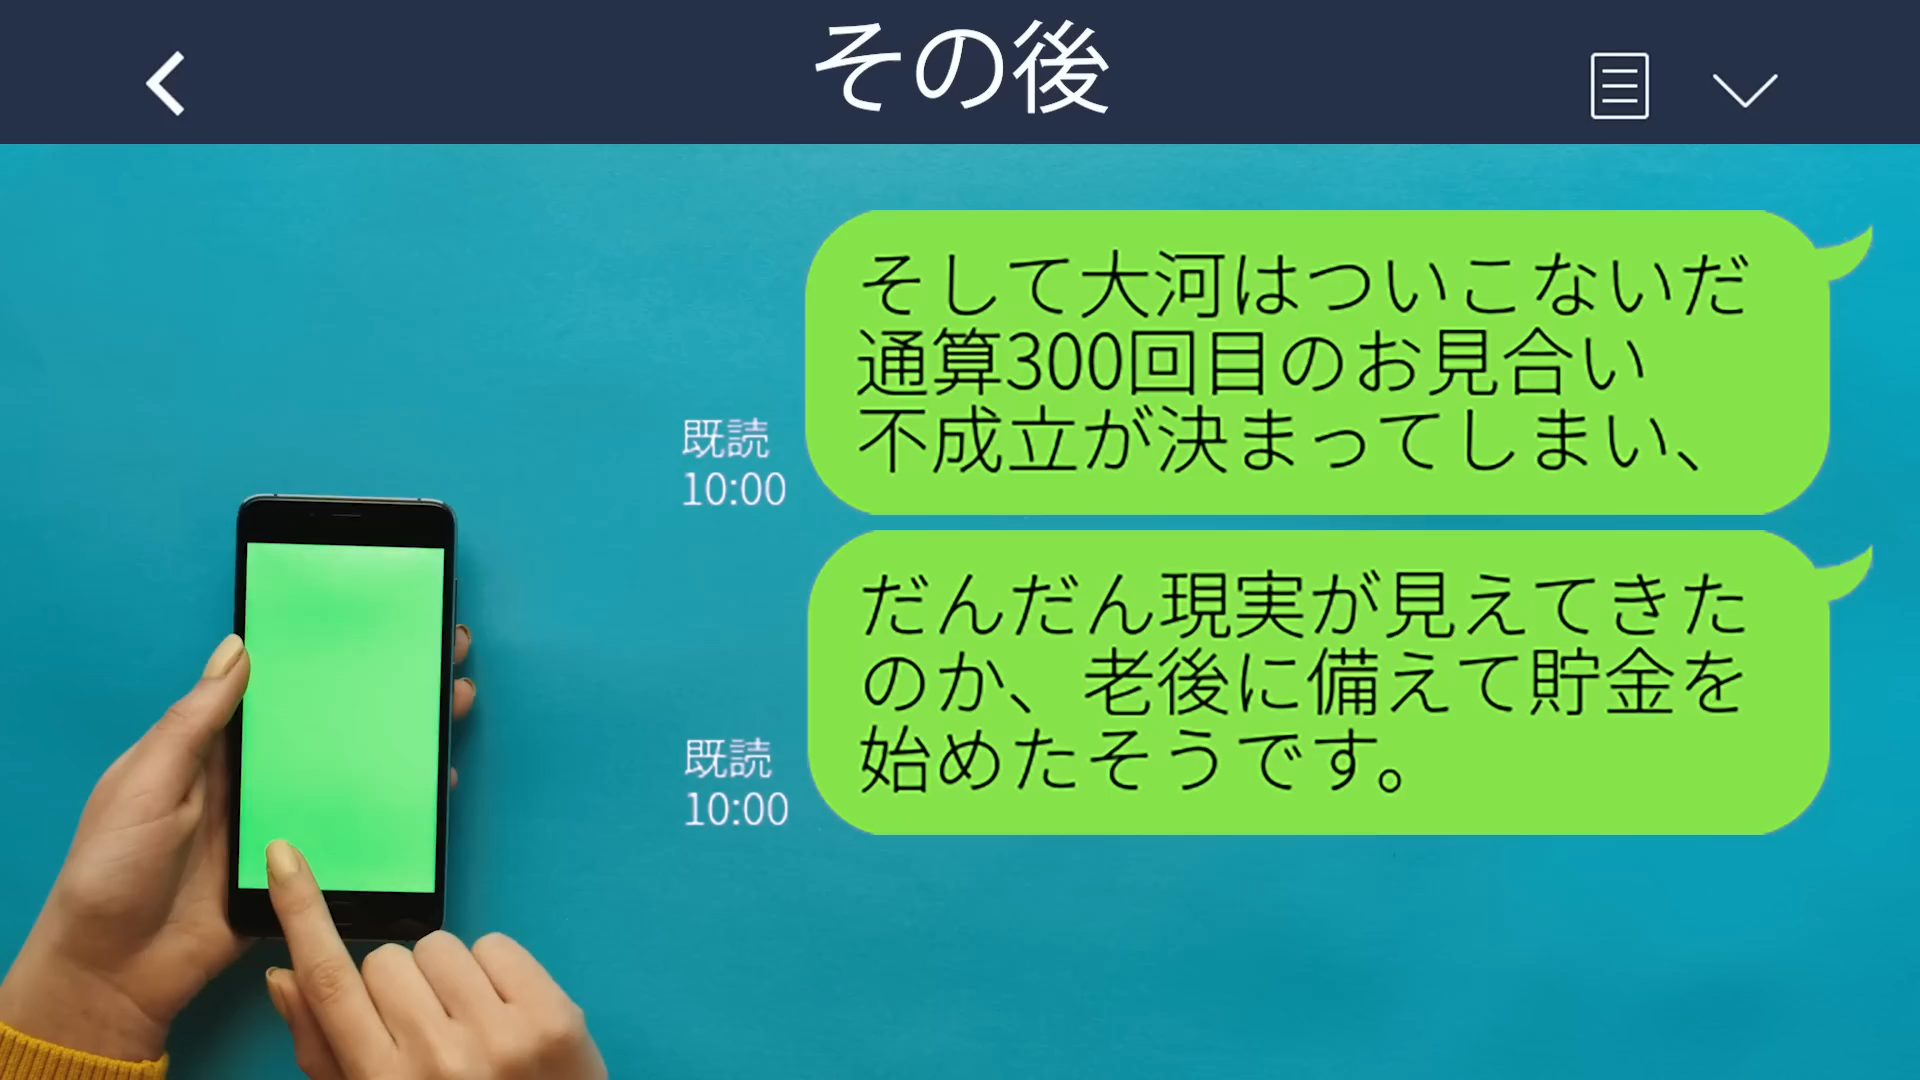 その後
そして大河はついこないだ
通算300回目のお見合い
不成立が決まってしまい、
既読
10:00
だんだん現実が見えてきた
のか、老後に備えて貯金を
始めたそうです。
既読
10:00